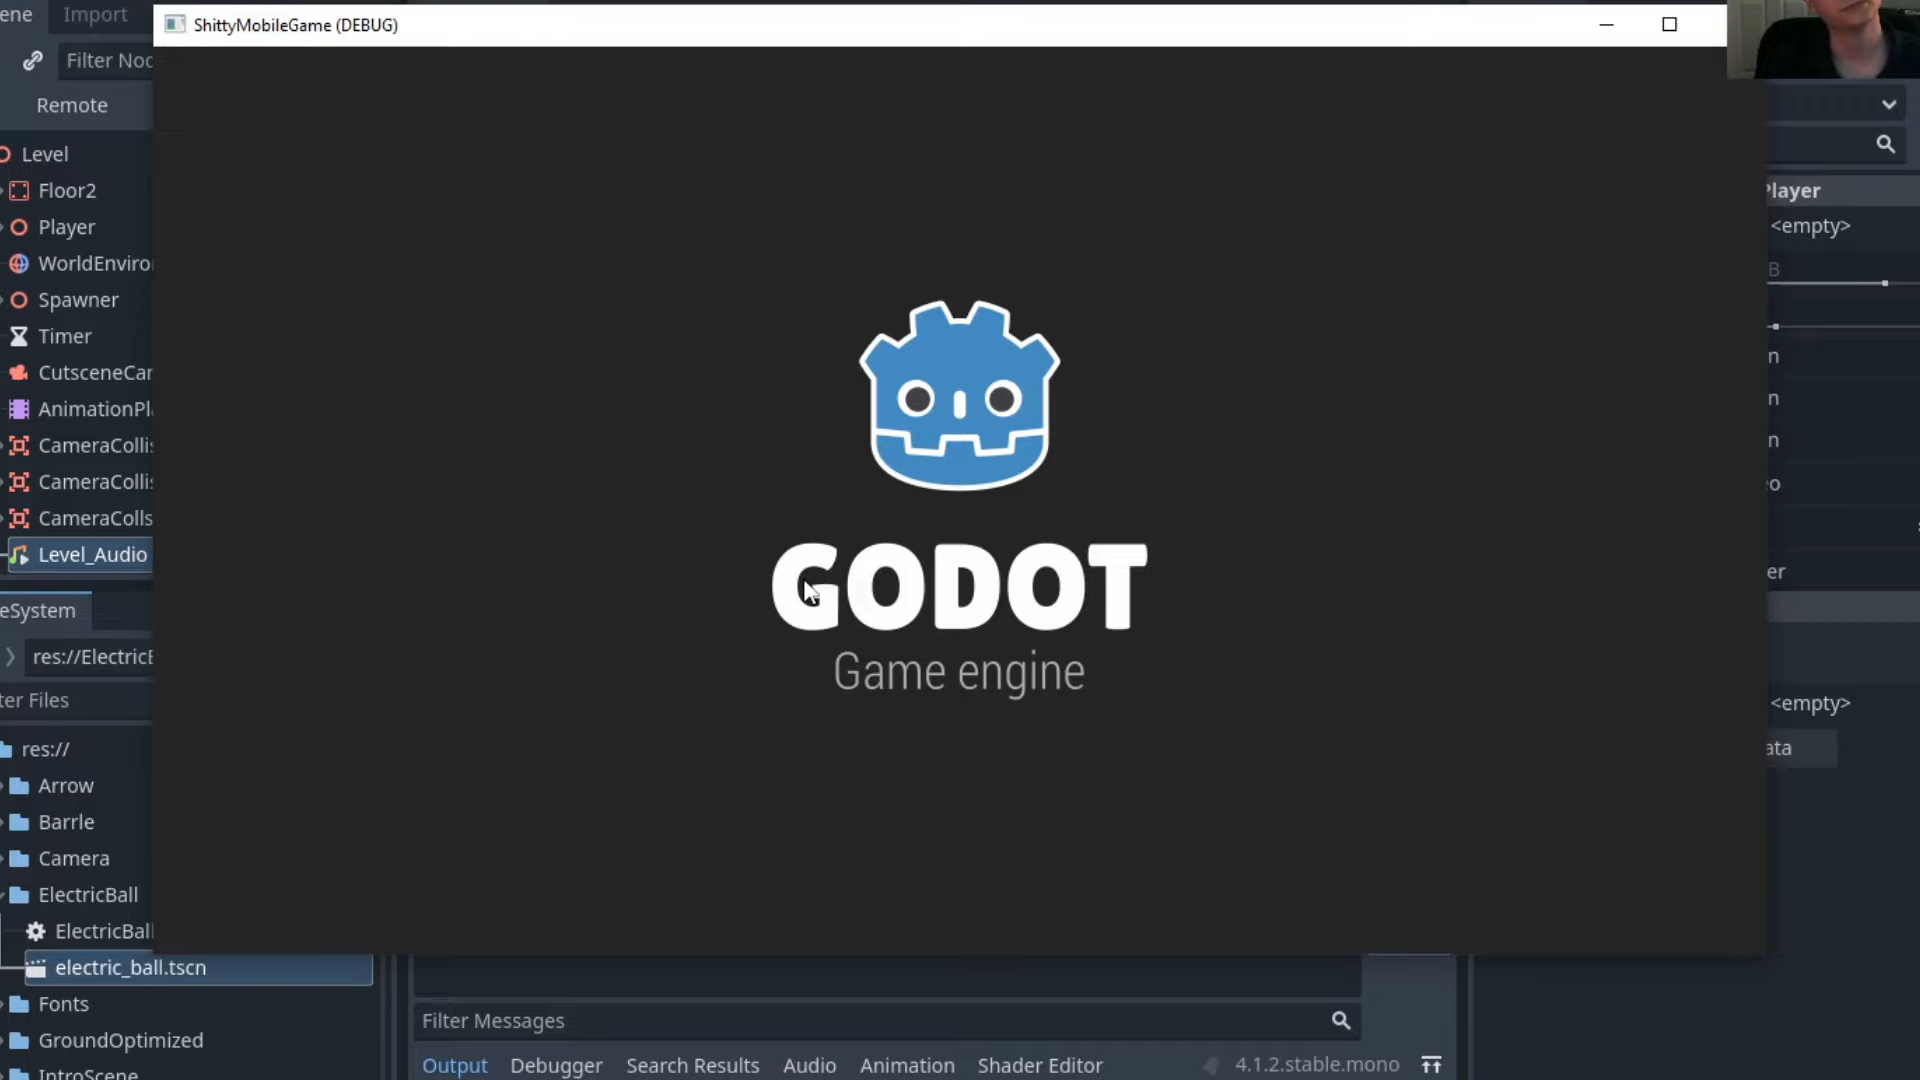 ene
Import
ShittyMobileGame (DEBUG)
Filter Noc
Remote
Level
Floor2
Player
WorldEnviro
Spawner
Timer
CutsceneCar
AnimationPl
CameraCollis
CameraCollis
CameraColls
Level_Audio
eSystem
res://ElectricE
ter Files
res://
Arrow
Barrle
Camera
ElectricBall
ElectricBall
electric_ball.tscn
Fonts
GroundOptimized
IntroScene
GODOT
Game engine
Player
<empty>
B
n
n
n
o
er
<empty>
ata
Filter Messages
Output
Debugger
Search Results
Audio
Animation
Shader Editor
4.1.2.stable.mono